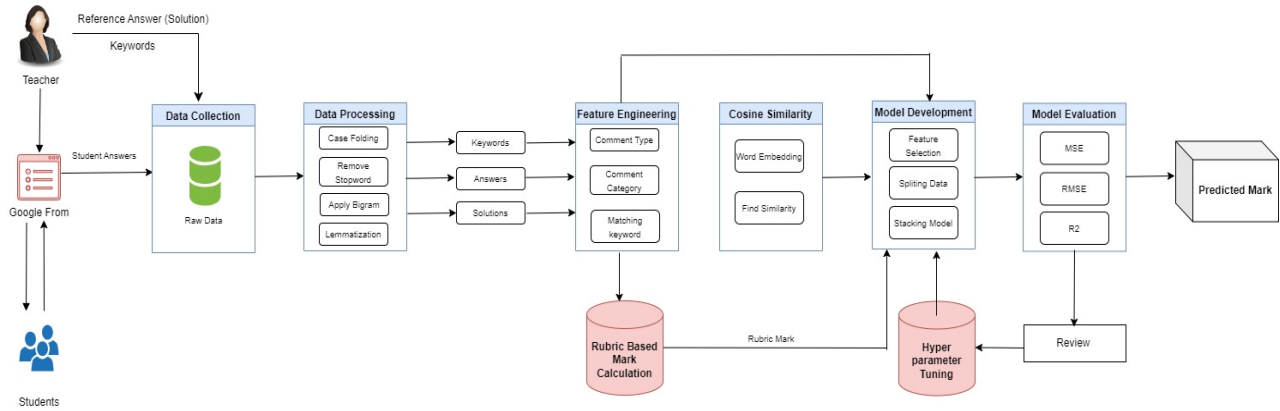 Reference Answer (Solution)
Keywords
Teacher
Student Answers
Google From
Students
Data Collection
Raw Data
Data Processing
Case Folding
Remove
Stopword
Apply Bigram
Lemmatization
Keywords
Answers
Solutions
Feature Engineering
Comment Type
Comment
Category
Matching
keyword
Rubric Based
Mark
Calculation
Rubric Mark
Cosine Similarity
Word Embedding
Find Similarity
Model Development
Feature
Selection
Spliting Data
Stacking Model
Hyper
parameter
Tuning
Model Evaluation
MSE
RMSE
R2
Review
Predicted Mark